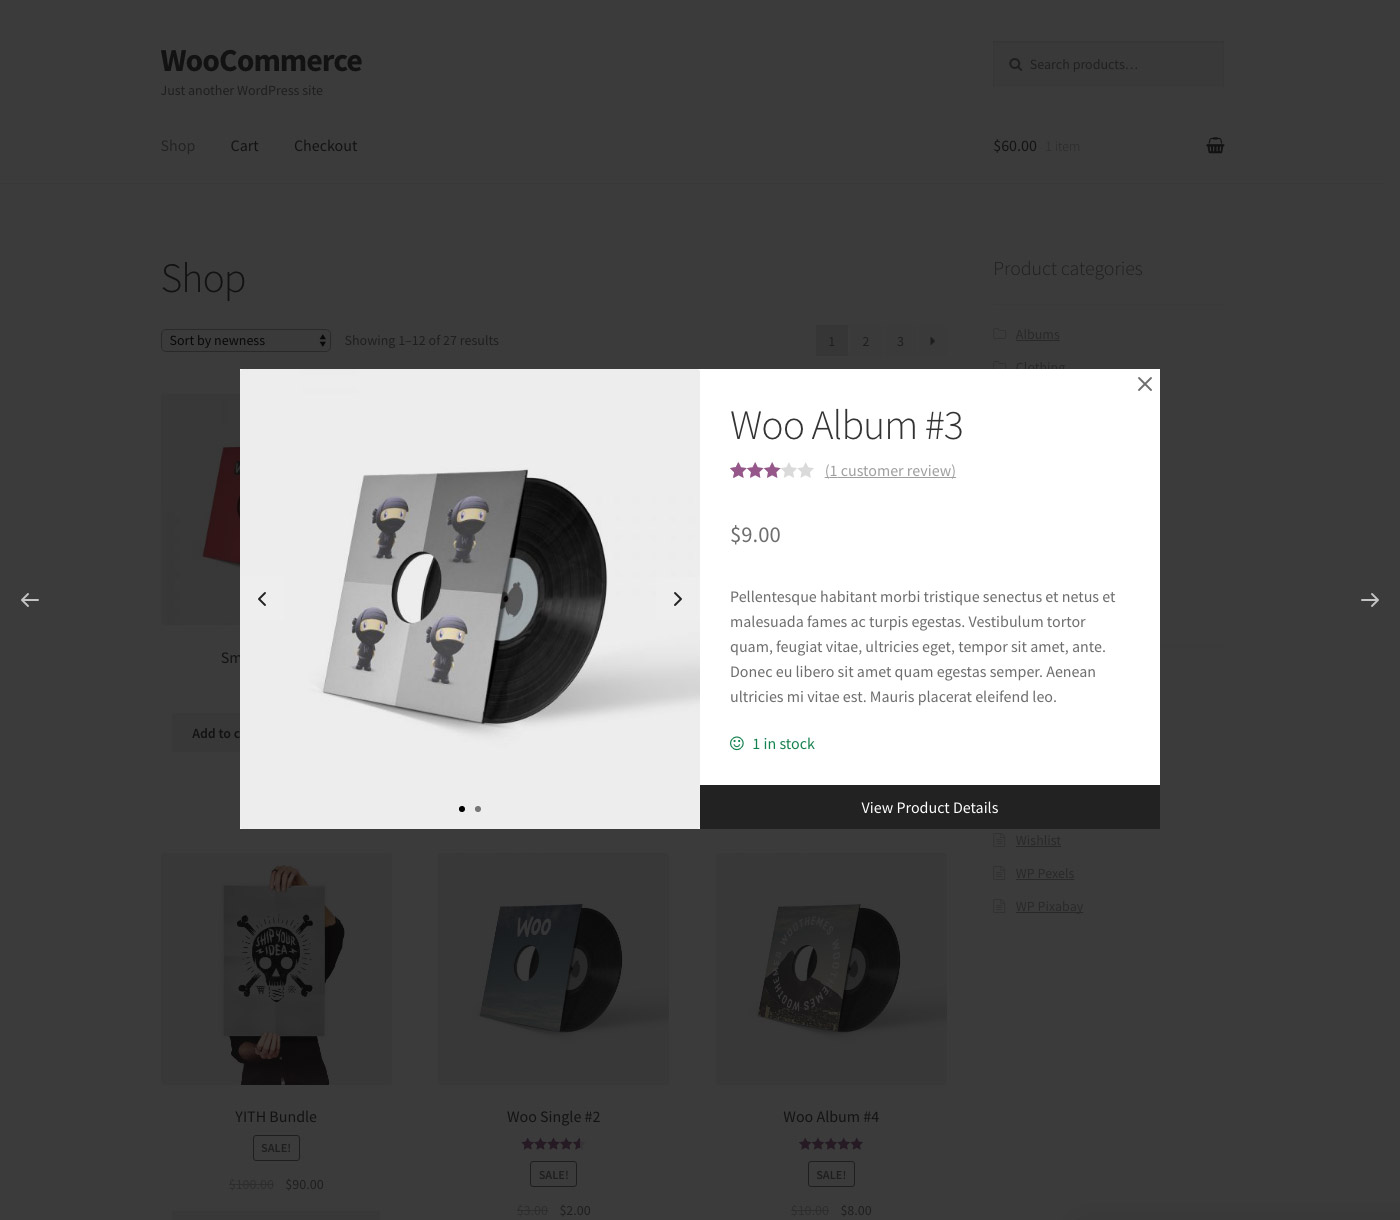 WooCommerce
Just another WordPress site
Search products…
Shop
Cart
Checkout
$60.00 1 item
Shop
Product categories
Sort by newness
Showing 1–12 of 27 results
1 2 3
Albums
Clothing
Woo Album #3
(1 customer review)
$9.00
Pellentesque habitant morbi tristique senectus et netus et
malesuada fames ac turpis egestas. Vestibulum tortor
quam, feugiat vitae, ultricies eget, tempor sit amet, ante.
Donec eu libero sit amet quam egestas semper. Aenean
ultricies mi vitae est. Mauris placerat eleifend leo.
1 in stock
View Product Details
Add to
Wishlist
WP Pexels
WP Pixabay
SHIP YOUR
IDEA
WOO
YITH Bundle
SALE!
$100.00 $90.00
Woo Single #2
SALE!
$3.00 $2.00
Woo Album #4
SALE!
$10.00 $8.00